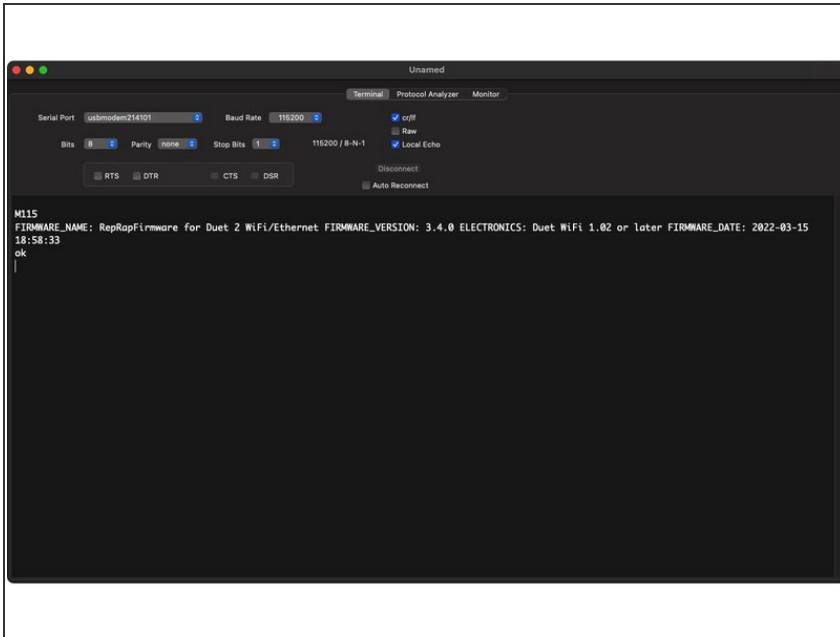 Unamed
Terminal Protocol Analyzer Monitor
Serial Port usbmodem214101 Baud Rate 115200 cr/lf
Raw
Bits 8 Parity none Stop Bits 1 115200 / 8-N-1 Local Echo
Disconnect
RTS DTR CTS DSR
Auto Reconnect
M115
FIRMWARE_NAME: RepRapFirmware for Duet 2 WiFi/Ethernet FIRMWARE_VERSION: 3.4.0 ELECTRONICS: Duet WiFi 1.02 or later FIRMWARE_DATE: 2022-03-15
18:58:33
ok